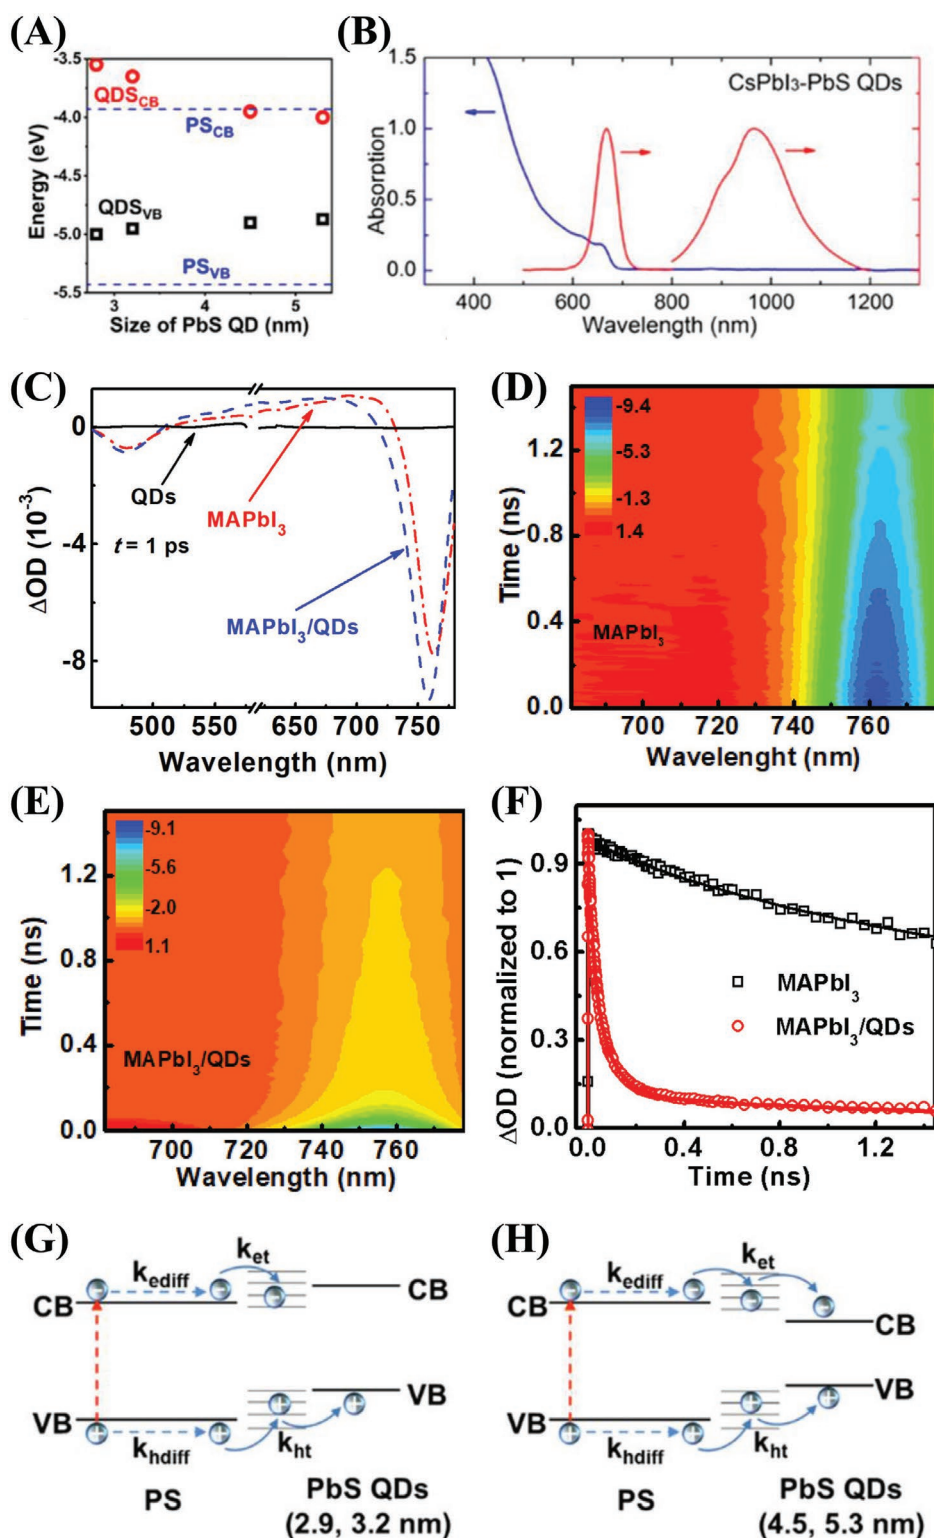 (A)
-3.5
-4.0
-4.5
-5.0
-5.5
Energy (eV)
QDS_CB
PS_CB
QDS_VB
PS_VB
3 4 5
Size of PbS QD (nm)
(B)
1.5
1.0
0.5
0.0
Absorption
CsPbI₃-PbS QDs
400 600 800 1000 1200
Wavelength (nm)
(C)
0
-4
-8
ΔOD (10⁻³)
QDs
MAPbI₃
t = 1 ps
MAPbI₃/QDs
500 550 650 700 750
Wavelength (nm)
(D)
1.2
0.8
0.4
0.0
Time (ns)
-9.4
-5.3
-1.3
1.4
MAPbI₃
700 720 740 760
Wavelenght (nm)
(E)
1.2
0.8
0.4
0.0
Time (ns)
-9.1
-5.6
-2.0
1.1
MAPbI₃/QDs
700 720 740 760
Wavelength (nm)
(F)
0.9
0.6
0.3
0.0
ΔOD (normalized to 1)
MAPbI₃
MAPbI₃/QDs
0.0 0.4 0.8 1.2
Time (ns)
(G)
k_ediff
k_et
CB
CB
VB
VB
k_hdiff
k_ht
PS
PbS QDs
(2.9, 3.2 nm)
(H)
k_ediff
k_et
CB
CB
VB
VB
k_hdiff
k_ht
PS
PbS QDs
(4.5, 5.3 nm)